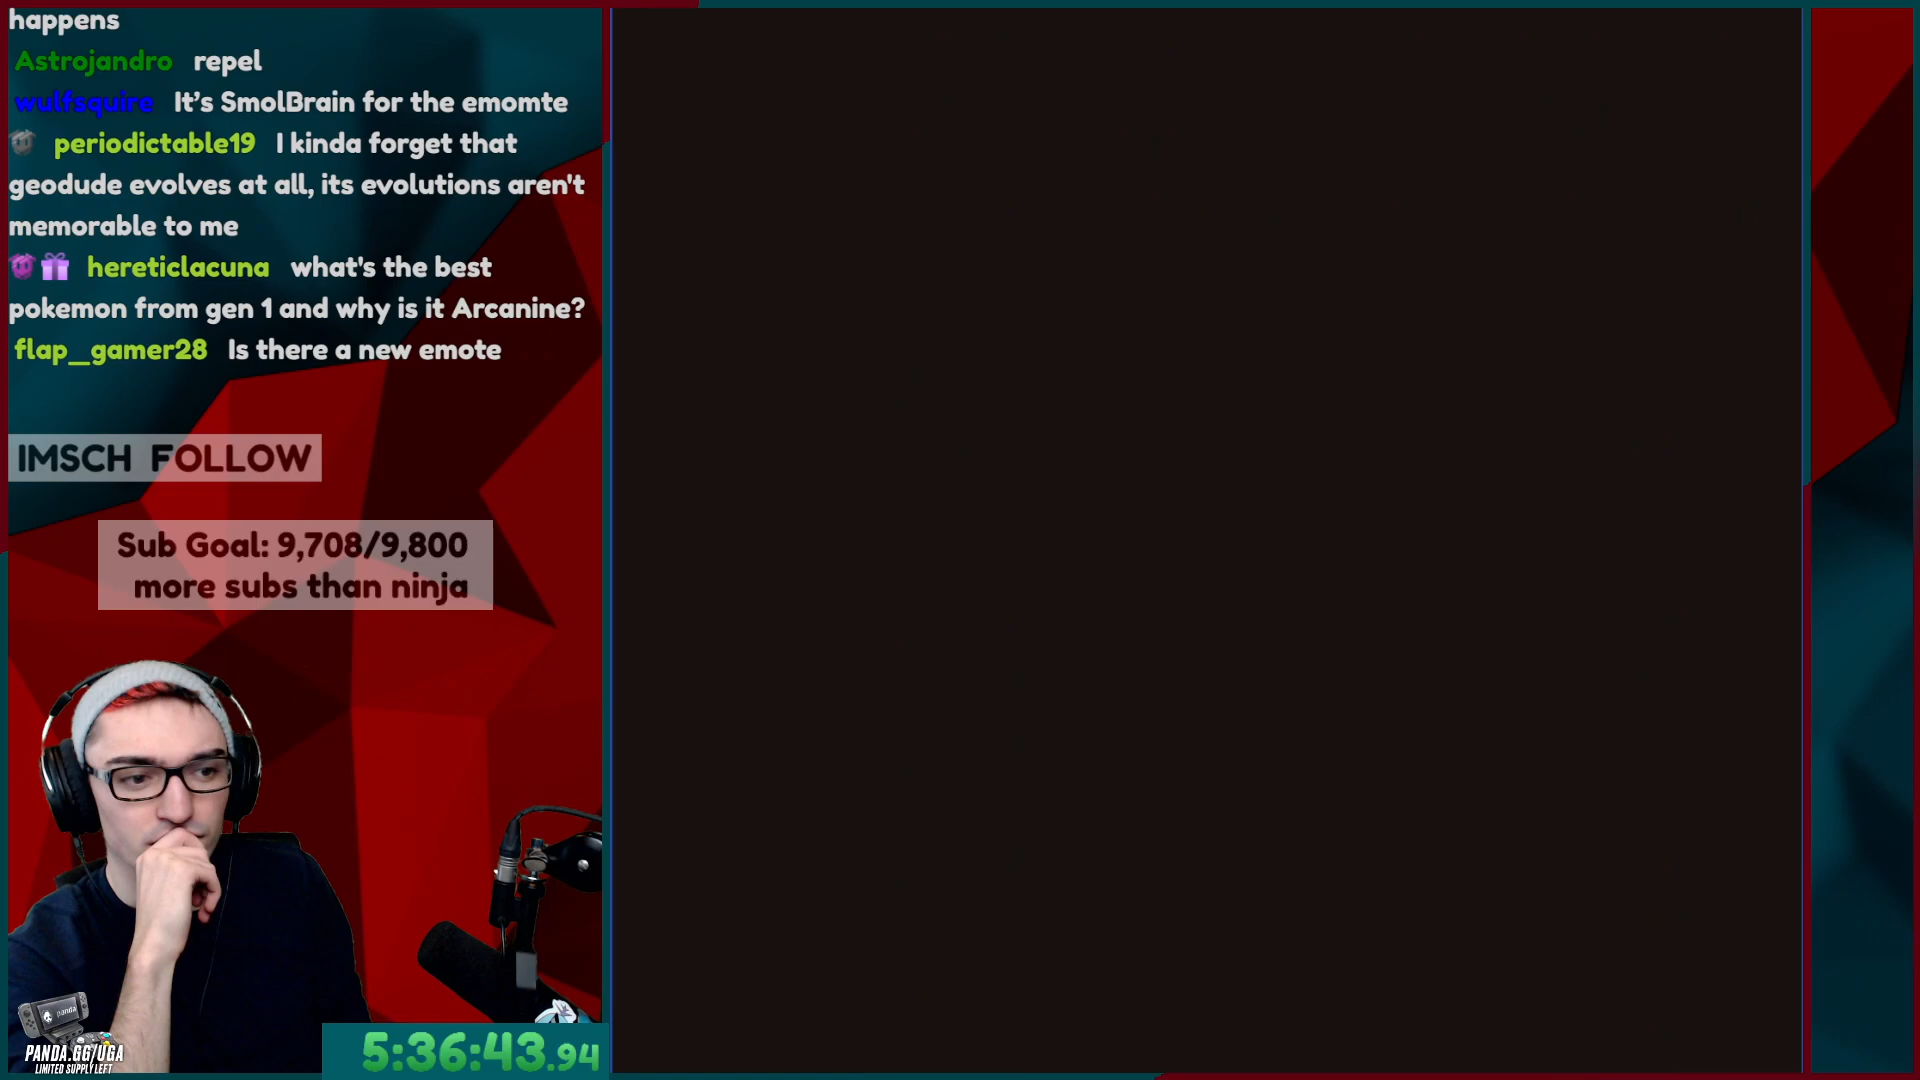 happens
Astrojandro repel
wulfsquire It's SmolBrain for the emomte
periodictable19 I kinda forget that
geodude evolves at all, its evolutions aren't
memorable to me
hereticlacuna what's the best
pokemon from gen 1 and why is it Arcanine?
flap_gamer28 Is there a new emote
IMSCH FOLLOW
Sub Goal: 9,708/9,800
more subs than ninja
panda
PANDA.GG/UGA
LIMITED SUPPLY LEFT
5:36:43.94